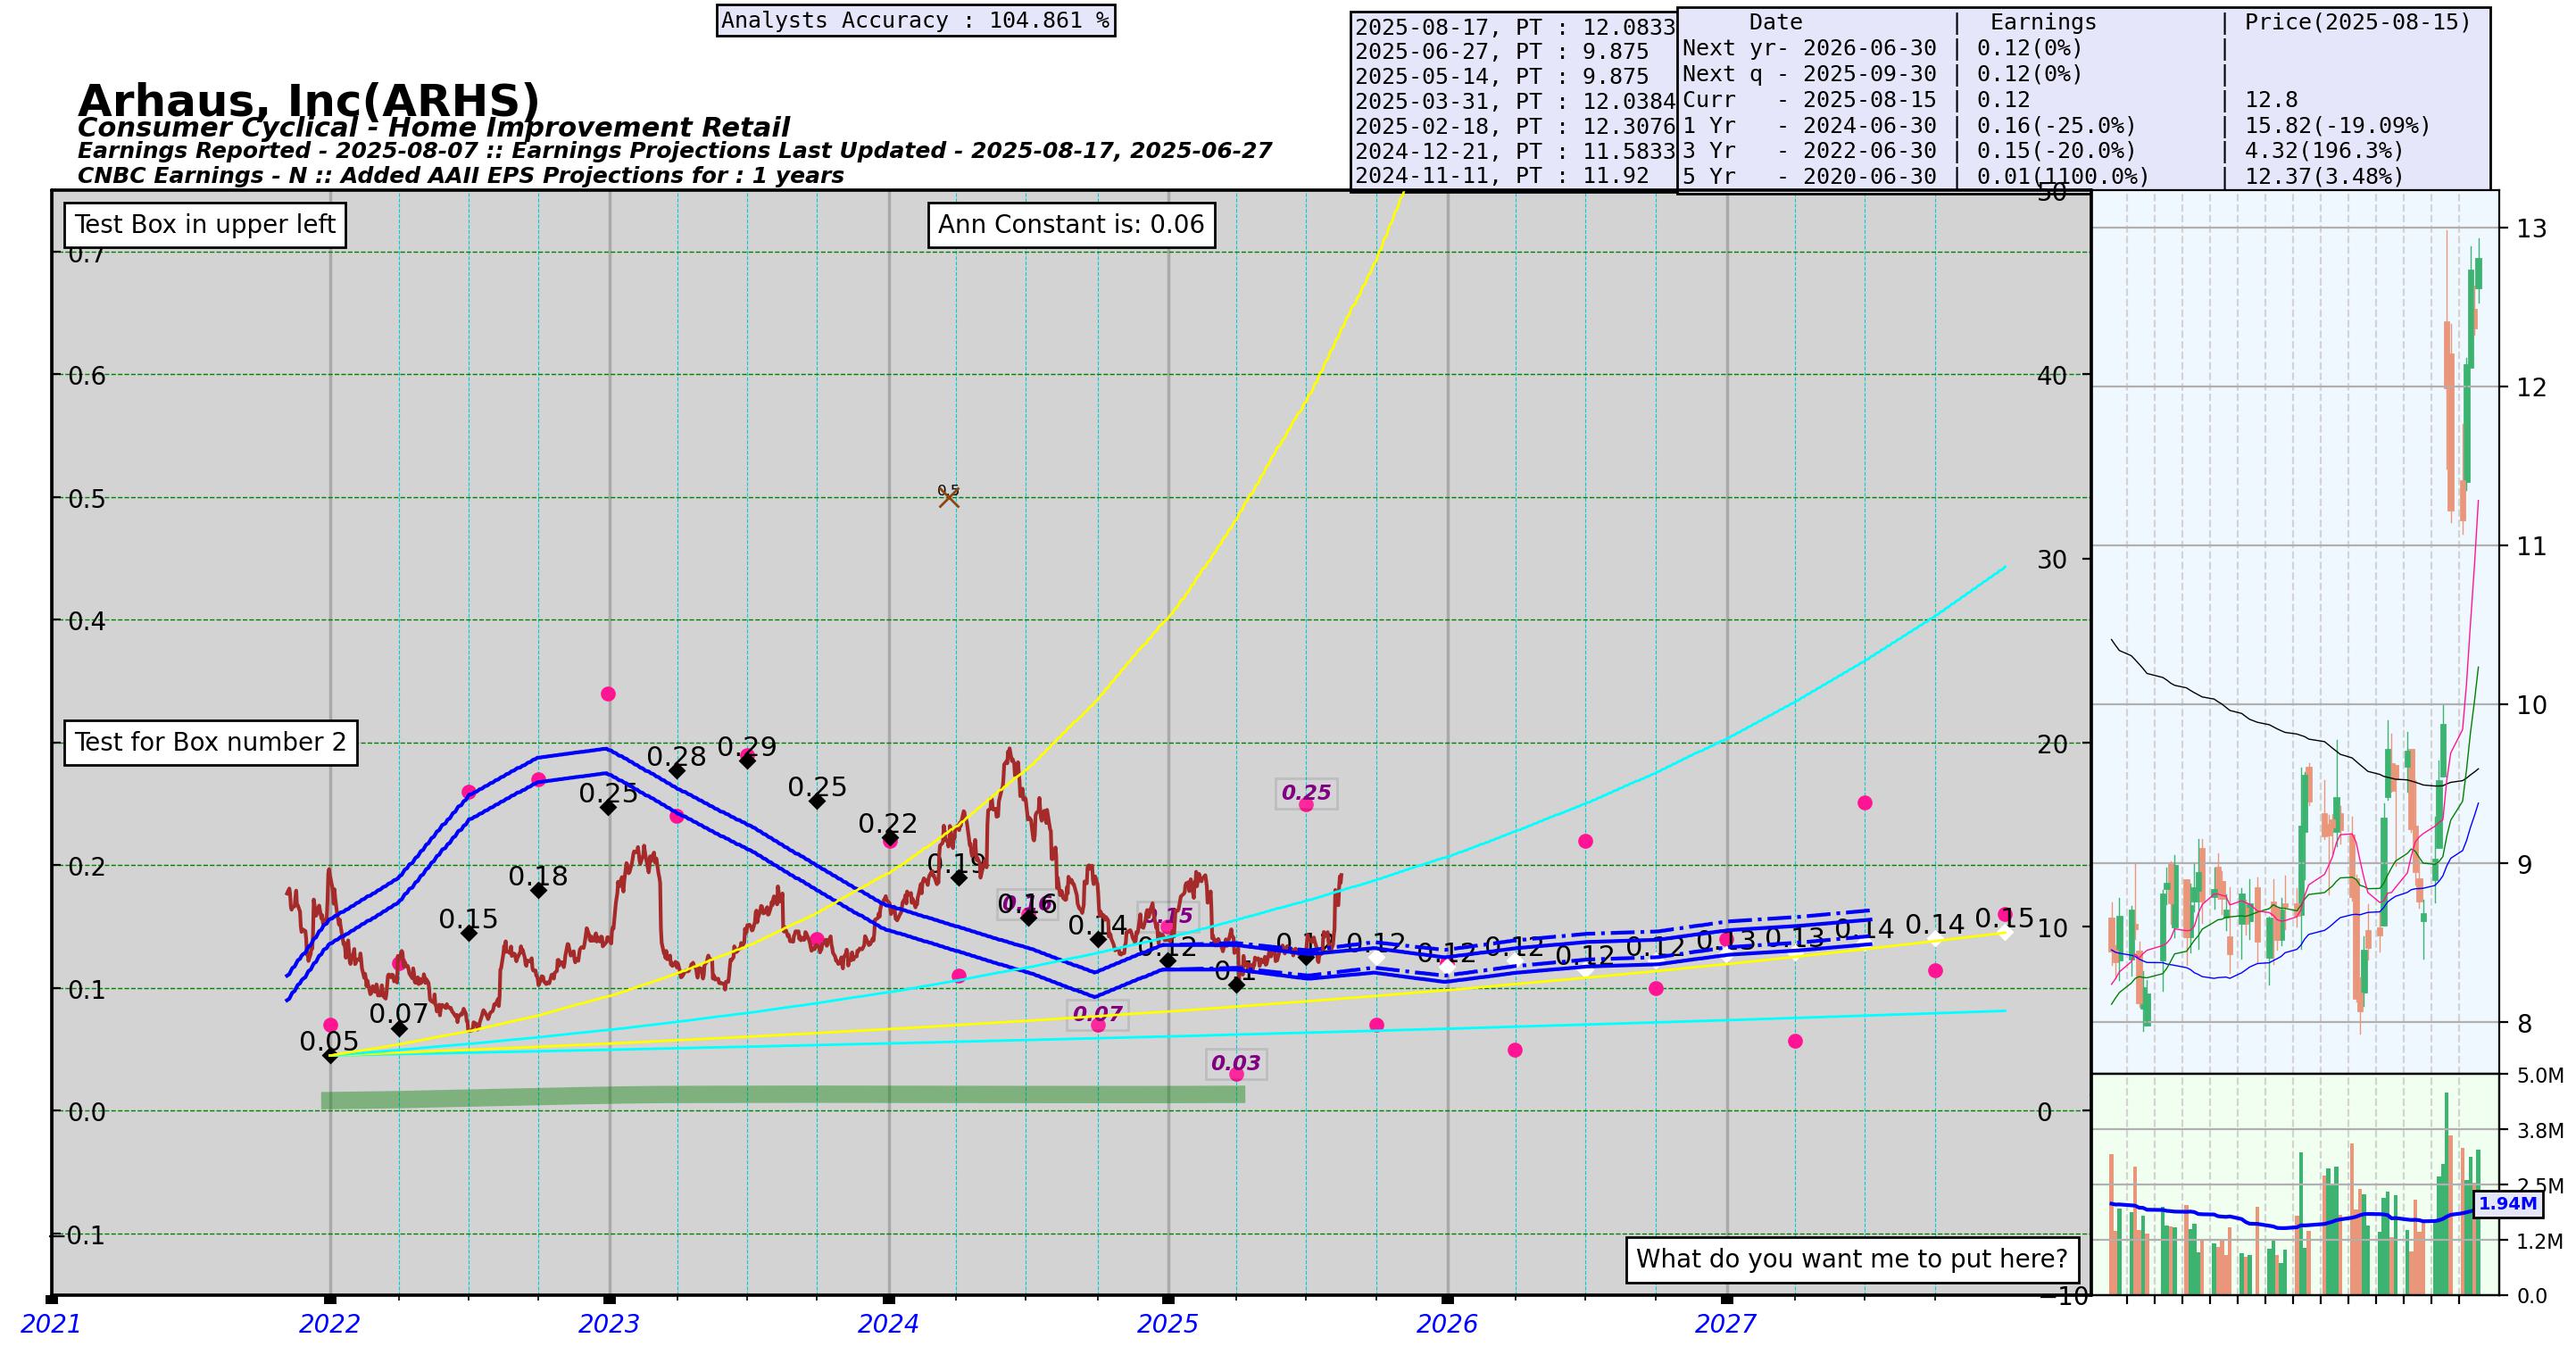 Analysts Accuracy : 104.861 %
2025-08-17, PT : 12.0833
2025-06-27, PT : 9.875
2025-05-14, PT : 9.875
2025-03-31, PT : 12.0384
2025-02-18, PT : 12.3076
2024-12-21, PT : 11.5833
2024-11-11, PT : 11.92
Date | Earnings | Price(2025-08-15)
Next yr- 2026-06-30 | 0.12(0%) |
Next q - 2025-09-30 | 0.12(0%) |
Curr - 2025-08-15 | 0.12 | 12.8
1 Yr - 2024-06-30 | 0.16(-25.0%) | 15.82(-19.09%)
3 Yr - 2022-06-30 | 0.15(-20.0%) | 4.32(196.3%)
5 Yr - 2020-06-30 | 0.01(1100.0%) | 12.37(3.48%)
Arhaus, Inc(ARHS)
Consumer Cyclical - Home Improvement Retail
Earnings Reported - 2025-08-07 :: Earnings Projections Last Updated - 2025-08-17, 2025-06-27
CNBC Earnings - N :: Added AAII EPS Projections for : 1 years
Test Box in upper left
Ann Constant is: 0.06
Test for Box number 2
What do you want me to put here?
0.7
0.6
0.5
0.4
0.2
0.1
0.0
−0.1
50
40
30
20
10
0
−10
0.5
0.05
0.07
0.15
0.18
0.25
0.28
0.29
0.25
0.22
0.19
0.16
0.16
0.14
0.07
0.15
0.12
0.1
0.03
0.25
0.12
0.12
0.12
0.12
0.12
0.12
0.13
0.13
0.14
0.14
0.15
2021
2022
2023
2024
2025
2026
2027
13
12
11
10
9
8
5.0M
3.8M
2.5M
1.94M
1.2M
0.0